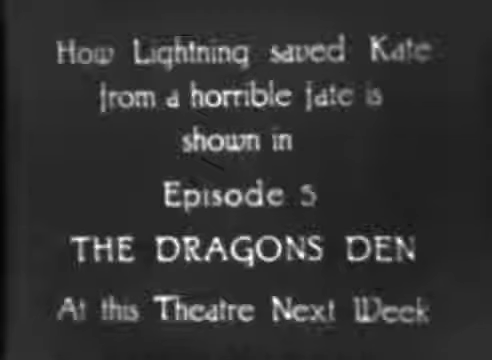 How Lightning saved Kate
from a horrible fate is
shown in
Episode 5
THE DRAGONS DEN
At this Theatre Next Week